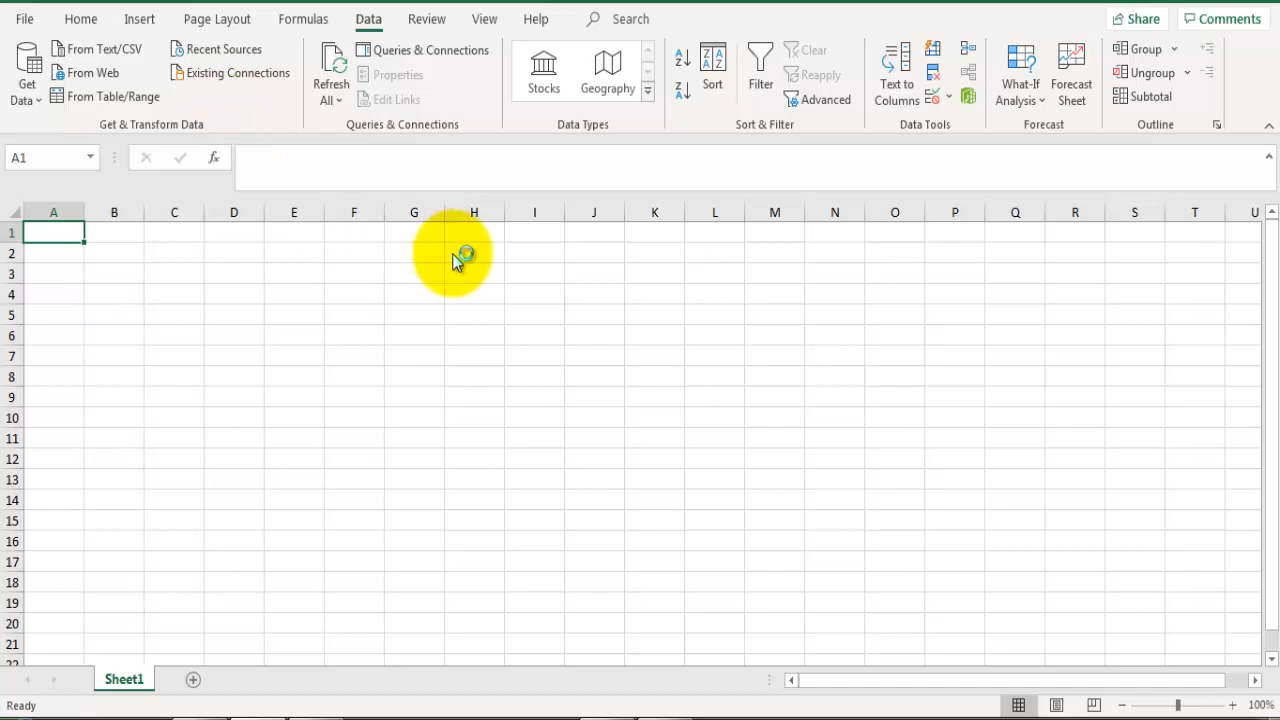 File Home Insert Page Layout Formulas Data Review View Help Search Share Comments
Get Data
From Text/CSV
From Web
From Table/Range
Recent Sources
Existing Connections
Get & Transform Data
Refresh All
Queries & Connections
Properties
Edit Links
Queries & Connections
Stocks
Geography
Data Types
Sort
Filter
Clear
Reapply
Advanced
Sort & Filter
Text to Columns
Data Tools
What-If Analysis
Forecast Sheet
Forecast
Group
Ungroup
Subtotal
Outline
A1 fx
A B C D E F G H I J K L M N O P Q R S T U
1
2
3
4
5
6
7
8
9
10
11
12
13
14
15
16
17
18
19
20
21
22
Sheet1
Ready 100%